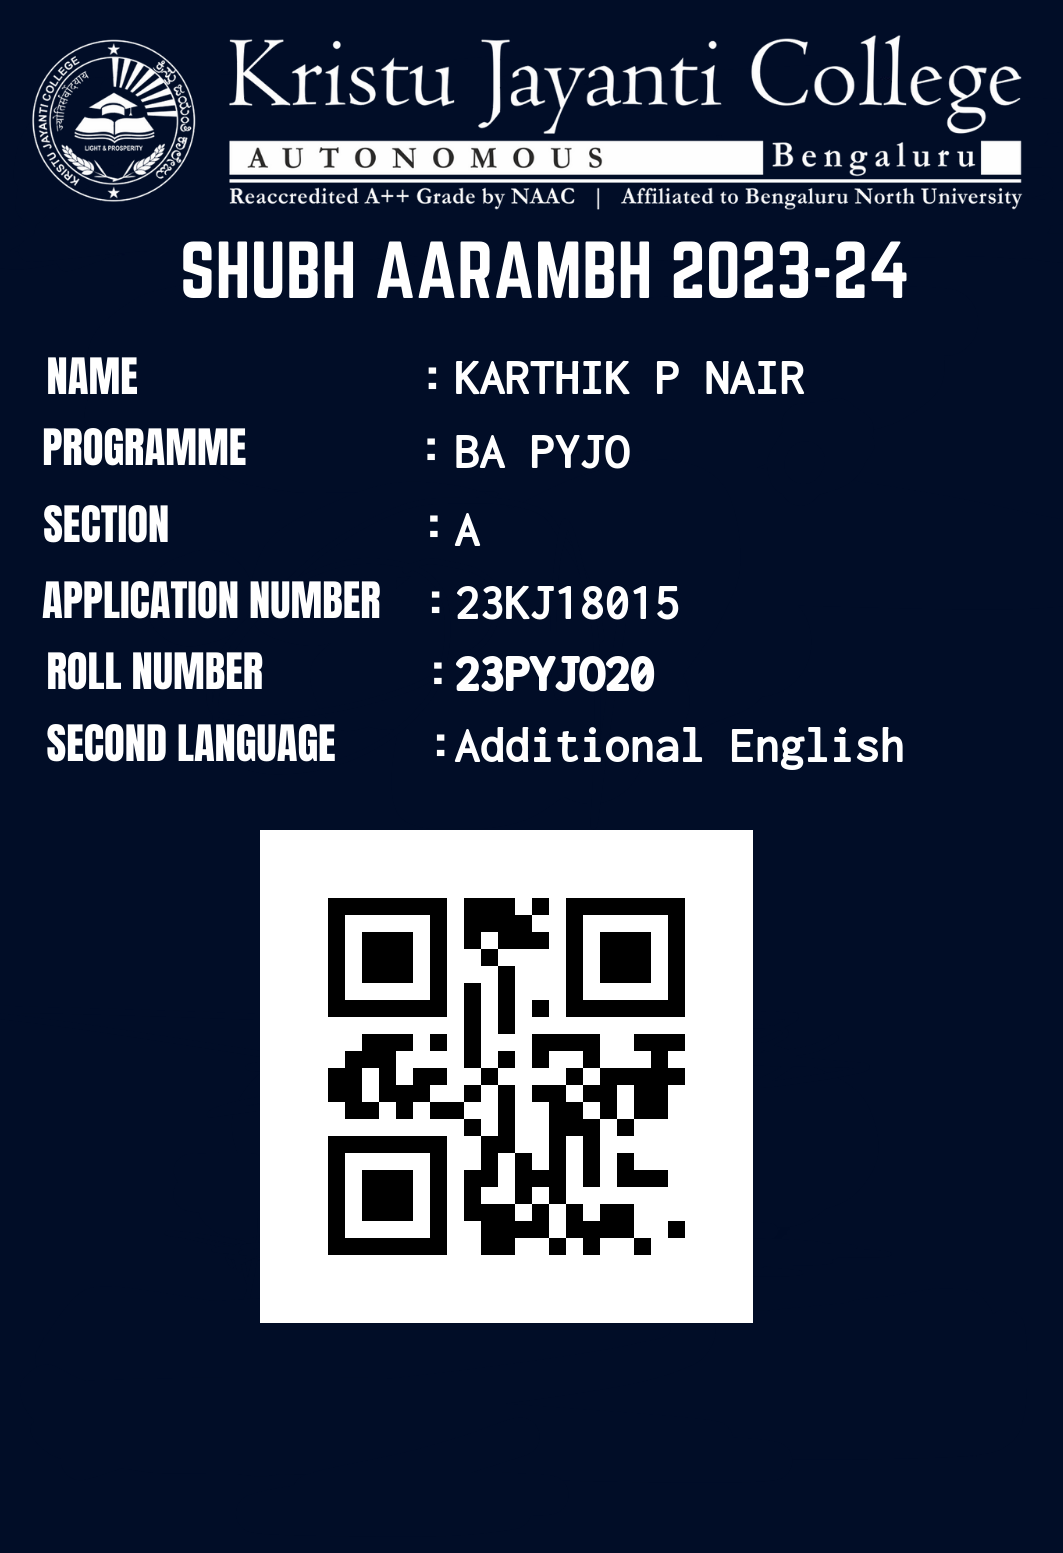 KRISTU JAYANTI COLLEGE
ಕ್ರಿಸ್ತು ಜಯಂತಿ ಕಾಲೇಜು
LIGHT & PROSPERITY
Kristu Jayanti College
AUTONOMOUS Bengaluru
Reaccredited A++ Grade by NAAC | Affiliated to Bengaluru North University
SHUBH AARAMBH 2023-24
NAME : KARTHIK P NAIR
PROGRAMME : BA PYJO
SECTION : A
APPLICATION NUMBER : 23KJ18015
ROLL NUMBER : 23PYJO20
SECOND LANGUAGE : Additional English